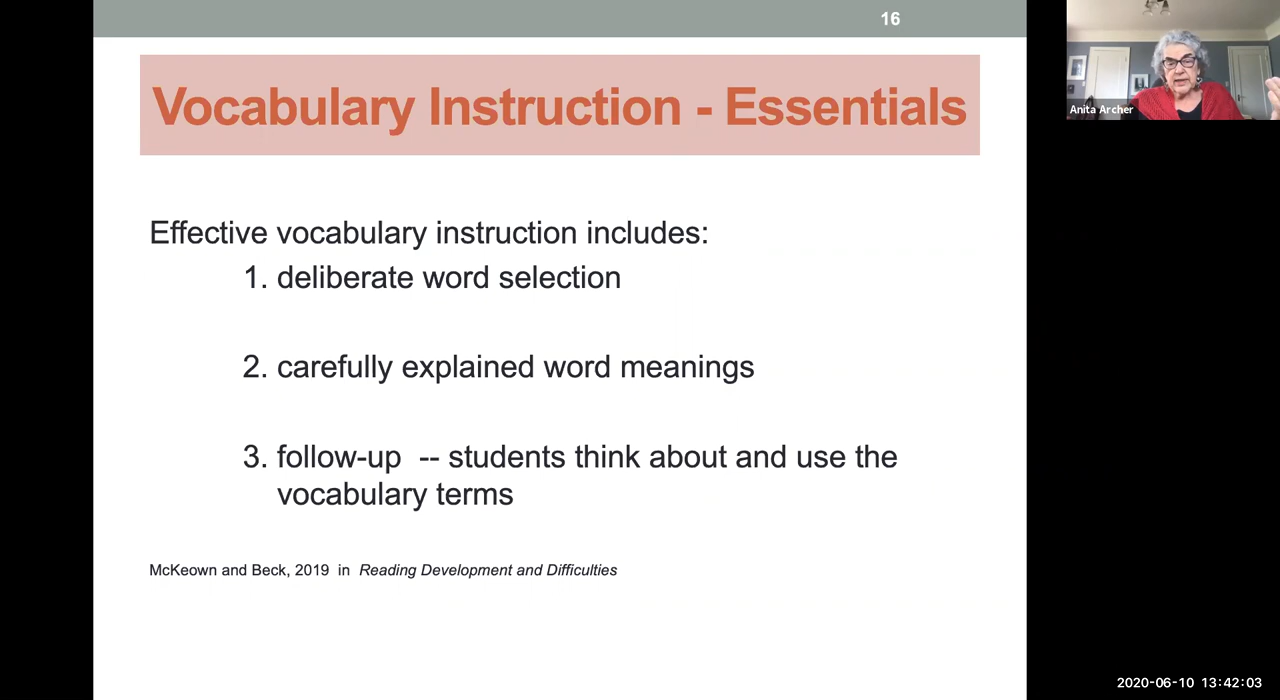 16
Vocabulary Instruction - Essentials
Anita Archer
Effective vocabulary instruction includes:
1. deliberate word selection
2. carefully explained word meanings
3. follow-up -- students think about and use the
vocabulary terms
McKeown and Beck, 2019 in Reading Development and Difficulties
2020-06-10 13:42:03